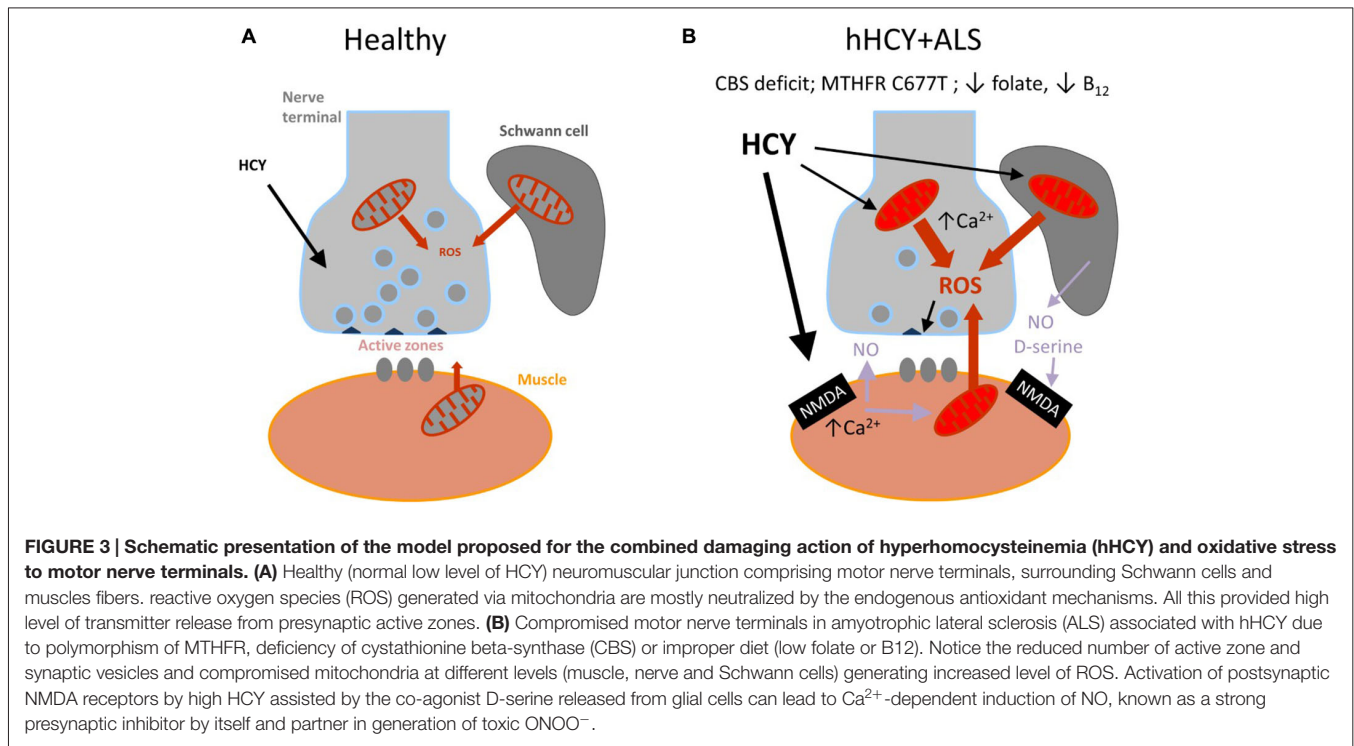 A
Healthy
Nerve
terminal
HCY
Schwann cell
ROS
Active zones
Muscle
B
hHCY+ALS
CBS deficit; MTHFR C677T ; ↓ folate, ↓ B₁₂
HCY
↑Ca²⁺
ROS
NO
D-serine
NO
NMDA
↑Ca²⁺
NMDA
FIGURE 3 | Schematic presentation of the model proposed for the combined damaging action of hyperhomocysteinemia (hHCY) and oxidative stress
to motor nerve terminals. (A) Healthy (normal low level of HCY) neuromuscular junction comprising motor nerve terminals, surrounding Schwann cells and
muscles fibers. reactive oxygen species (ROS) generated via mitochondria are mostly neutralized by the endogenous antioxidant mechanisms. All this provided high
level of transmitter release from presynaptic active zones. (B) Compromised motor nerve terminals in amyotrophic lateral sclerosis (ALS) associated with hHCY due
to polymorphism of MTHFR, deficiency of cystathionine beta-synthase (CBS) or improper diet (low folate or B12). Notice the reduced number of active zone and
synaptic vesicles and compromised mitochondria at different levels (muscle, nerve and Schwann cells) generating increased level of ROS. Activation of postsynaptic
NMDA receptors by high HCY assisted by the co-agonist D-serine released from glial cells can lead to Ca²⁺-dependent induction of NO, known as a strong
presynaptic inhibitor by itself and partner in generation of toxic ONOO⁻.